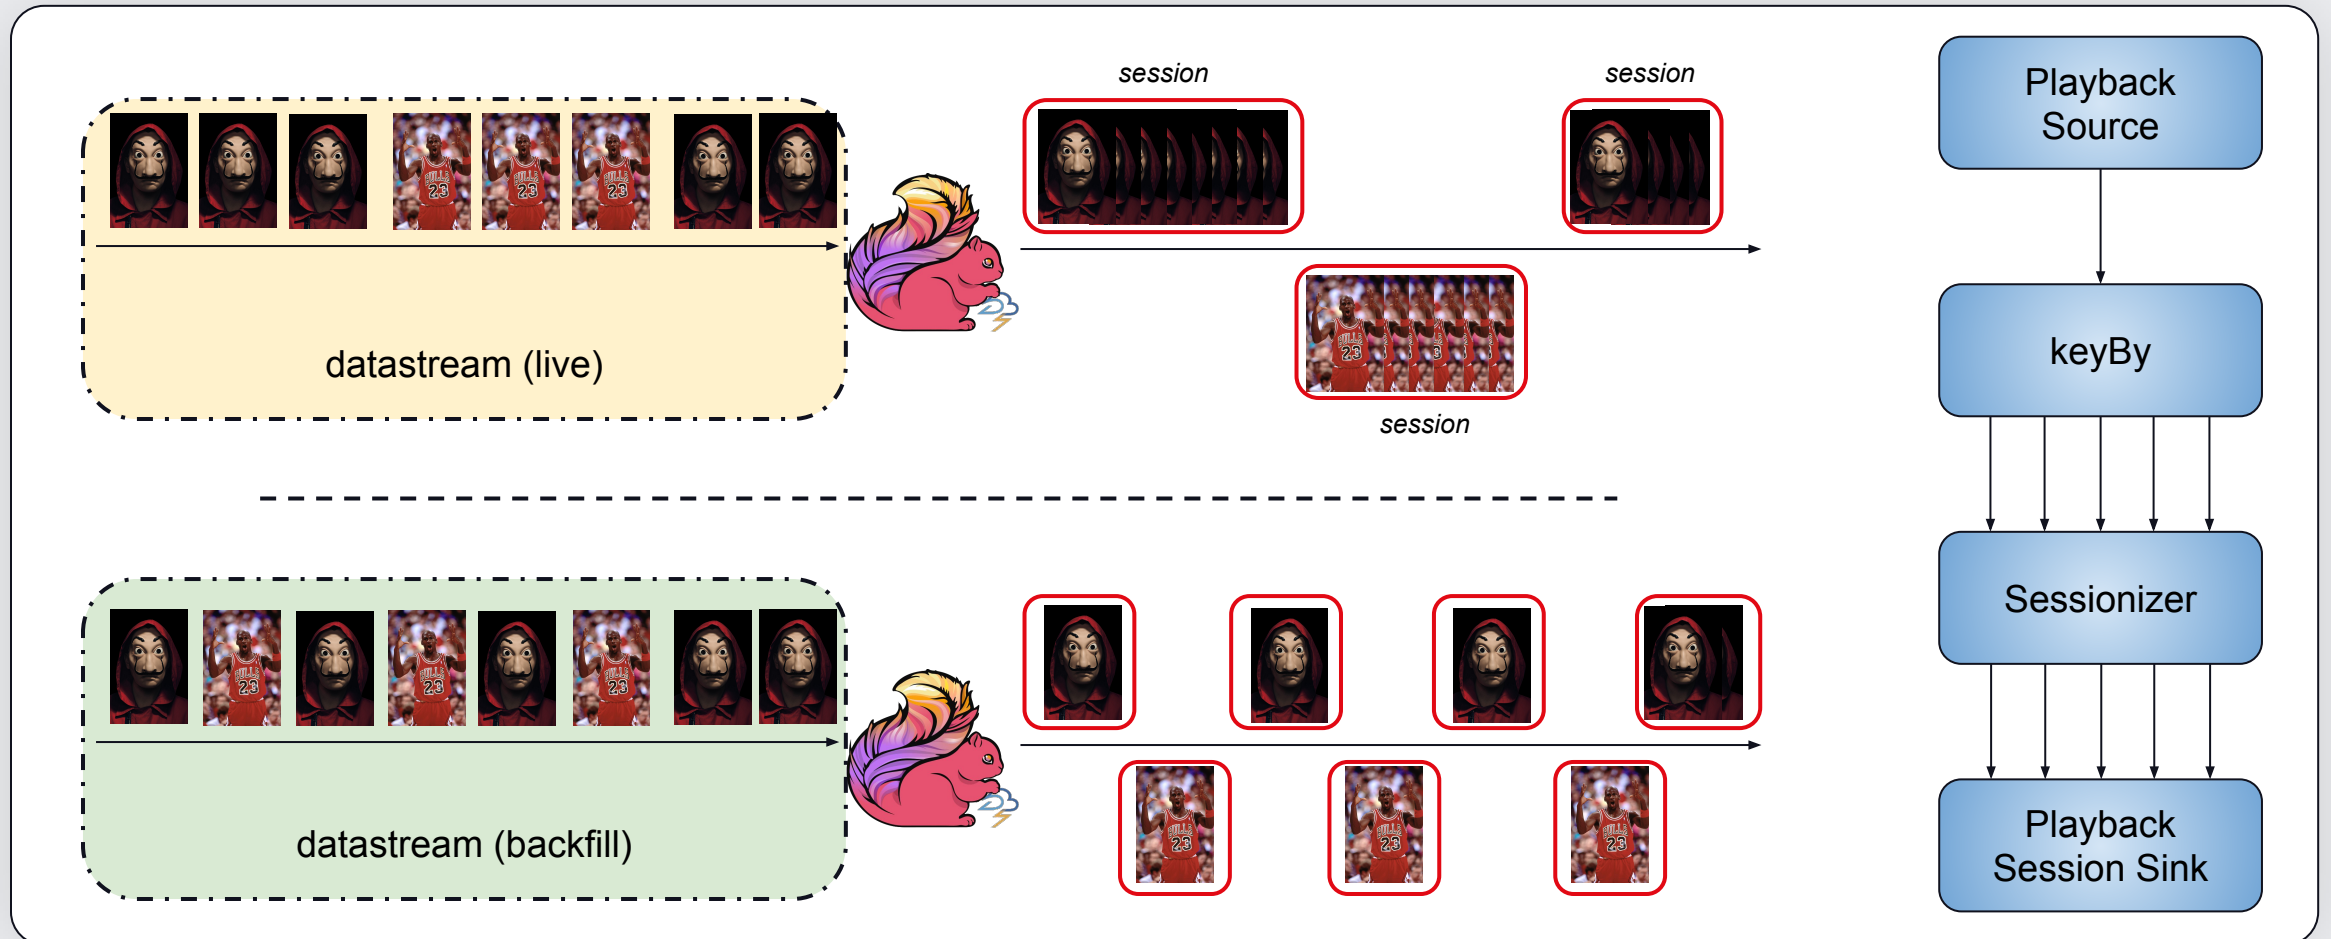 session
session
Playback
Source
datastream (live)
keyBy
session
Sessionizer
datastream (backfill)
Playback
Session Sink